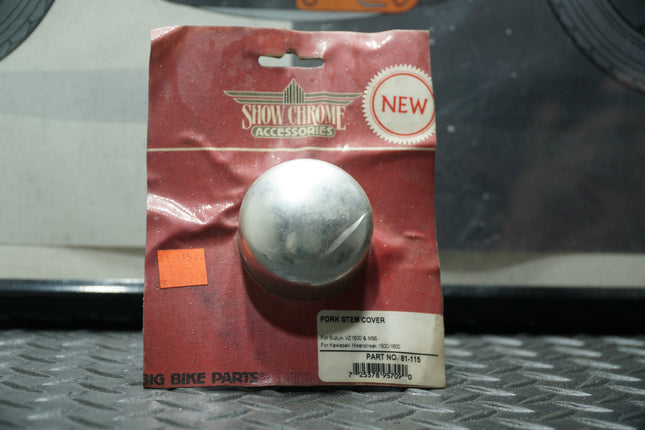 SHOW CHROME
ACCESSORIES
NEW
FORK STEM COVER
For Suzuki VZ1600 & M95
For Kawasaki Meanstreak 1500/1600
PART NO. 81-115
BIG BIKE PARTS